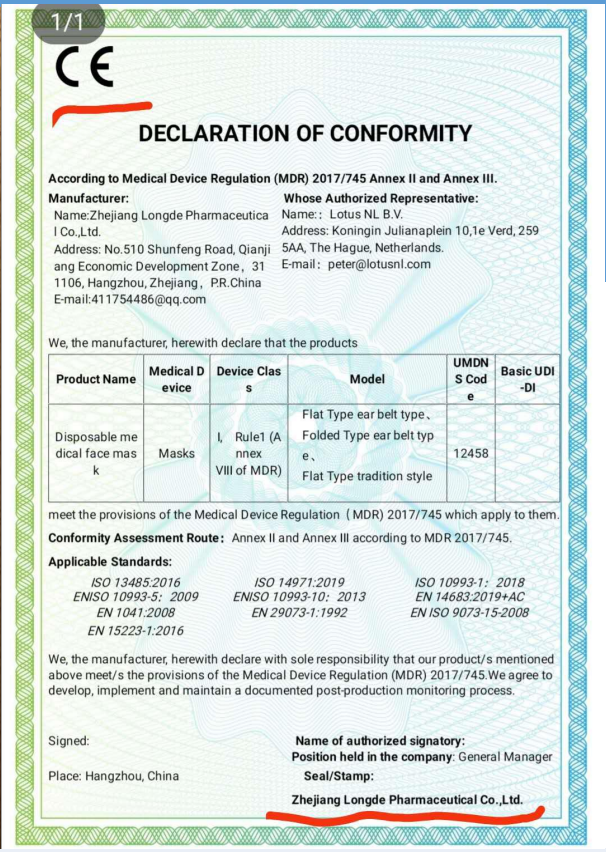 1/1
CE
DECLARATION OF CONFORMITY
According to Medical Device Regulation (MDR) 2017/745 Annex II and Annex III.
Manufacturer:
Name:Zhejiang Longde Pharmaceutica
l Co.,Ltd.
Address: No.510 Shunfeng Road, Qianji
ang Economic Development Zone，31
1106, Hangzhou, Zhejiang，P.R.China
E-mail:411754486@qq.com
Whose Authorized Representative:
Name:：Lotus NL B.V.
Address: Koningin Julianaplein 10,1e Verd, 259
5AA, The Hague, Netherlands.
E-mail：peter@lotusnl.com
We, the manufacturer, herewith declare that the products
Product Name
Medical D
evice
Device Clas
s
Model
UMDN
S Cod
e
Basic UDI
-DI
Disposable me
dical face mas
k
Masks
I, Rule1 (A
nnex
VIII of MDR)
Flat Type ear belt type、
Folded Type ear belt typ
e、
Flat Type tradition style
12458
meet the provisions of the Medical Device Regulation（MDR) 2017/745 which apply to them.
Conformity Assessment Route：Annex II and Annex III according to MDR 2017/745.
Applicable Standards:
ISO 13485:2016 ISO 14971:2019 ISO 10993-1：2018
ENISO 10993-5：2009 ENISO 10993-10：2013 EN 14683:2019+AC
EN 1041:2008 EN 29073-1:1992 EN ISO 9073-15-2008
EN 15223-1:2016
We, the manufacturer, herewith declare with sole responsibility that our product/s mentioned
above meet/s the provisions of the Medical Device Regulation (MDR) 2017/745.We agree to
develop, implement and maintain a documented post-production monitoring process.
Signed:
Place: Hangzhou, China
Name of authorized signatory:
Position held in the company: General Manager
Seal/Stamp:
Zhejiang Longde Pharmaceutical Co.,Ltd.